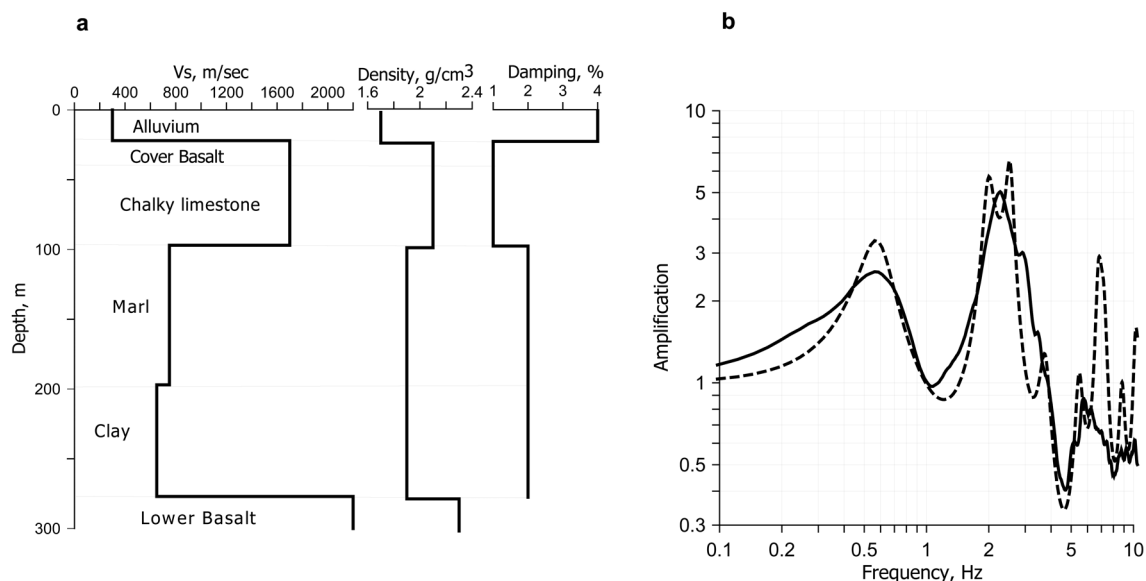 a
Vs, m/sec
0 400 800 1200 1600 2000
Density, g/cm3
1.6 2 2.4
Damping, %
1 2 3 4
Depth, m
0
100
200
300
Alluvium
Cover Basalt
Chalky limestone
Marl
Clay
Lower Basalt
b
Amplification
10
5
3
2
1
0.5
0.3
0.1 0.2 0.5 1 2 5 10
Frequency, Hz